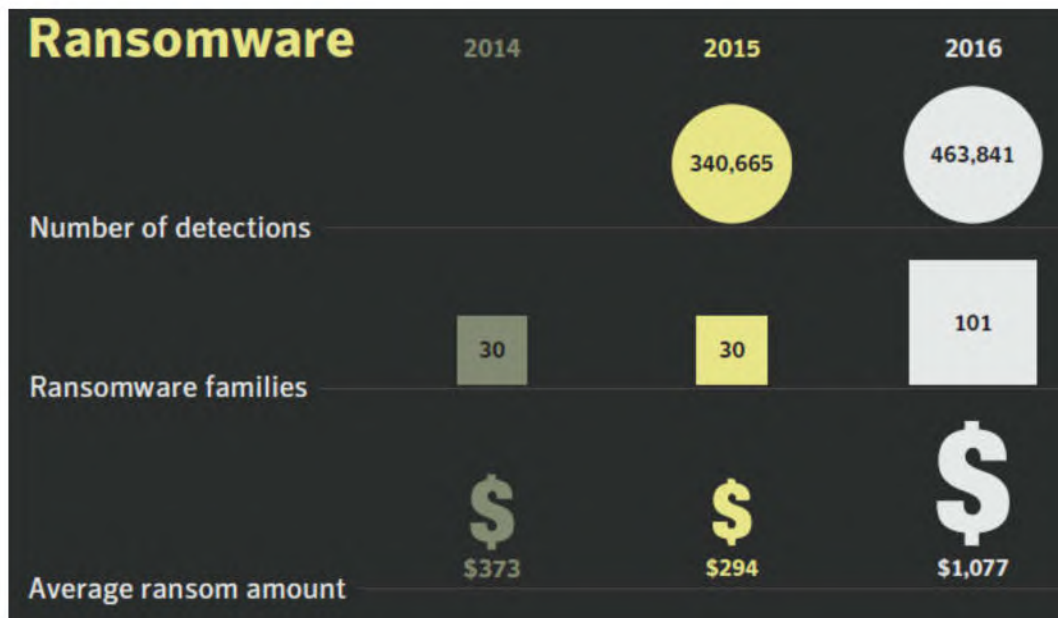 Ransomware 2014 2015 2016
340,665 463,841
Number of detections
30 30 101
Ransomware families
$ $ $
$373 $294 $1,077
Average ransom amount